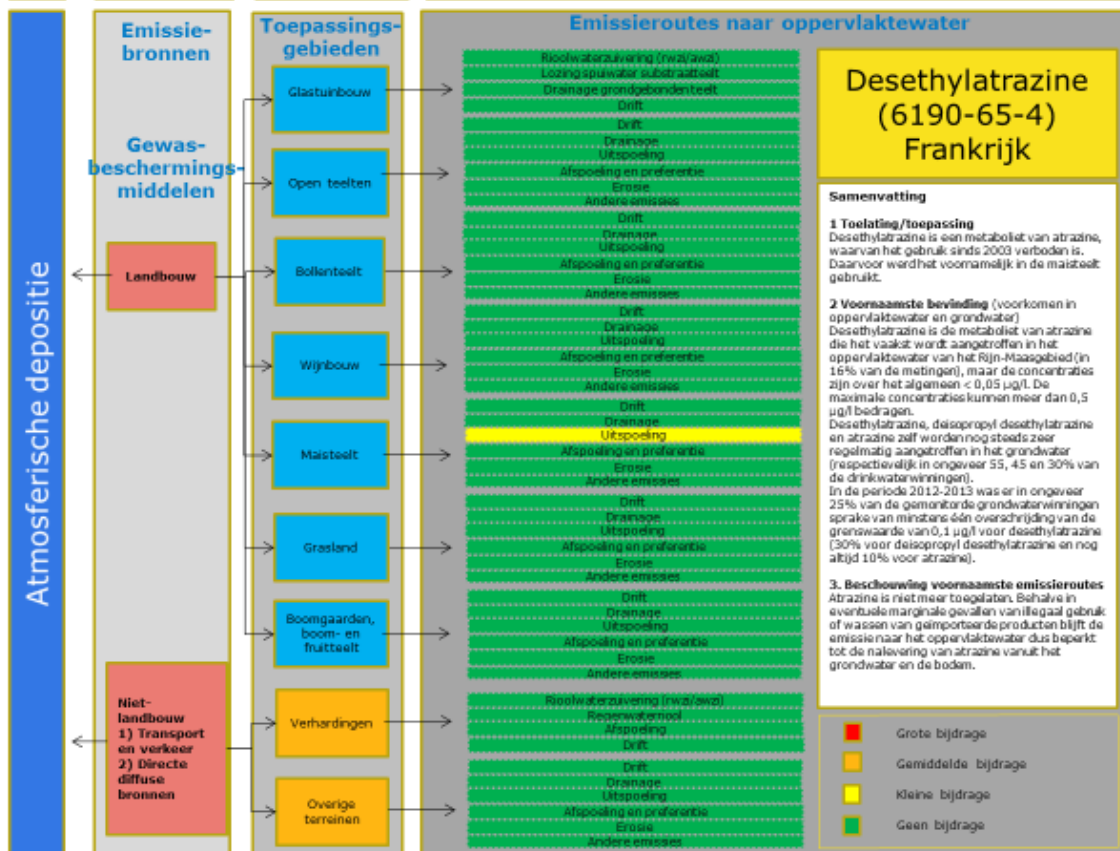 Atmosferische depositie
Emissie-
bronnen
Gewas-
beschermings-
middelen
Landbouw
Niet-
landbouw
1) Transport
en verkeer
2) Directe
diffuse
bronnen
Toepassings-
gebieden
Glastuinbouw
Open teelten
Bollenteelt
Wijnbouw
Maisteelt
Grasland
Boomgaarden,
boom- en
fruitteelt
Verhardingen
Overige
terreinen
Emissieroutes naar oppervlaktewater
Rioolwaterzuivering (rwzi/awzi)
Lozing spuiwater substraatteelt
Drainage grondgebonden teelt
Drift
Drift
Drainage
Uitspoeling
Afspoeling en preferentie
Erosie
Andere emissies
Drift
Drainage
Uitspoeling
Afspoeling en preferentie
Erosie
Andere emissies
Drift
Drainage
Uitspoeling
Afspoeling en preferentie
Erosie
Andere emissies
Drift
Drainage
Uitspoeling
Afspoeling en preferentie
Erosie
Andere emissies
Drift
Drainage
Uitspoeling
Afspoeling en preferentie
Erosie
Andere emissies
Drift
Drainage
Uitspoeling
Afspoeling en preferentie
Erosie
Andere emissies
Rioolwaterzuivering (rwzi/awzi)
Regenwaterriool
Afspoeling
Drift
Drift
Drainage
Uitspoeling
Afspoeling en preferentie
Erosie
Andere emissies
Desethylatrazine
(6190-65-4)
Frankrijk
Samenvatting
1 Toelating/toepassing
Desethylatrazine is een metaboliet van atrazine,
waarvan het gebruik sinds 2003 verboden is.
Daarvoor werd het voornamelijk in de maisteelt
gebruikt.
2 Voornaamste bevinding (voorkomen in
oppervlaktewater en grondwater)
Desethylatrazine is de metaboliet van atrazine
die het vaakst wordt aangetroffen in het
oppervlaktewater van het Rijn-Maasgebied (in
16% van de metingen), maar de concentraties
zijn over het algemeen < 0,05 µg/l. De
maximale concentraties kunnen meer dan 0,5
µg/l bedragen.
Desethylatrazine, deisopropyl desethylatrazine
en atrazine zelf worden nog steeds zeer
regelmatig aangetroffen in het grondwater
(respectievelijk in ongeveer 55, 45 en 30% van
de drinkwaterwinningen).
In de periode 2012-2013 was er in ongeveer
25% van de gemonitorde grondwaterwinningen
sprake van minstens één overschrijding van de
grenswaarde van 0,1 µg/l voor desethylatrazine
(30% voor deisopropyl desethylatrazine en nog
altijd 10% voor atrazine).
3. Beschouwing voornaamste emissieroutes
Atrazine is niet meer toegelaten. Behalve in
eventuele marginale gevallen van illegaal gebruik
of wassen van geïmporteerde producten blijft de
emissie naar het oppervlaktewater dus beperkt
tot de nalevering van atrazine vanuit het
grondwater en de bodem.
Grote bijdrage
Gemiddelde bijdrage
Kleine bijdrage
Geen bijdrage